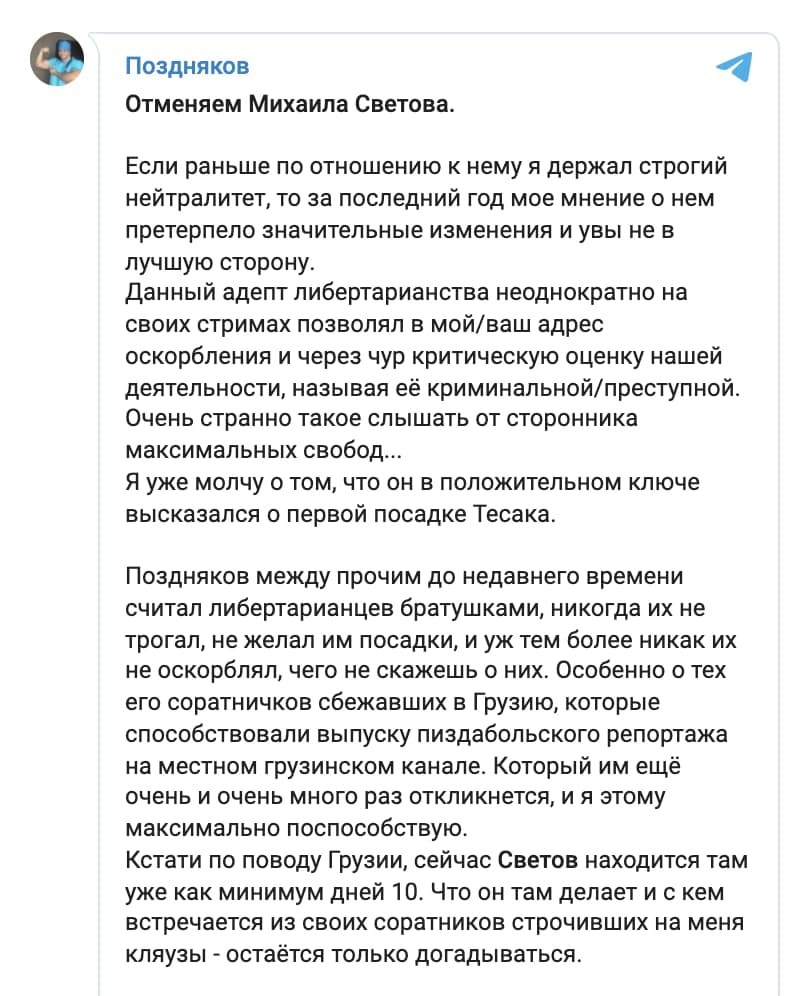 Поздняков
Отменяем Михаила Светова.
Если раньше по отношению к нему я держал строгий
нейтралитет, то за последний год мое мнение о нем
претерпело значительные изменения и увы не в
лучшую сторону.
Данный адепт либертарианства неоднократно на
своих стримах позволял в мой/ваш адрес
оскорбления и через чур критическую оценку нашей
деятельности, называя её криминальной/преступной.
Очень странно такое слышать от сторонника
максимальных свобод...
Я уже молчу о том, что он в положительном ключе
высказался о первой посадке Тесака.
Поздняков между прочим до недавнего времени
считал либертарианцев братушками, никогда их не
трогал, не желал им посадки, и уж тем более никак их
не оскорблял, чего не скажешь о них. Особенно о тех
его соратничков сбежавших в Грузию, которые
способствовали выпуску пиздабольского репортажа
на местном грузинском канале. Который им ещё
очень и очень много раз откликнется, и я этому
максимально поспособствую.
Кстати по поводу Грузии, сейчас Светов находится там
уже как минимум дней 10. Что он там делает и с кем
встречается из своих соратников строчивших на меня
кляузы - остаётся только догадываться.